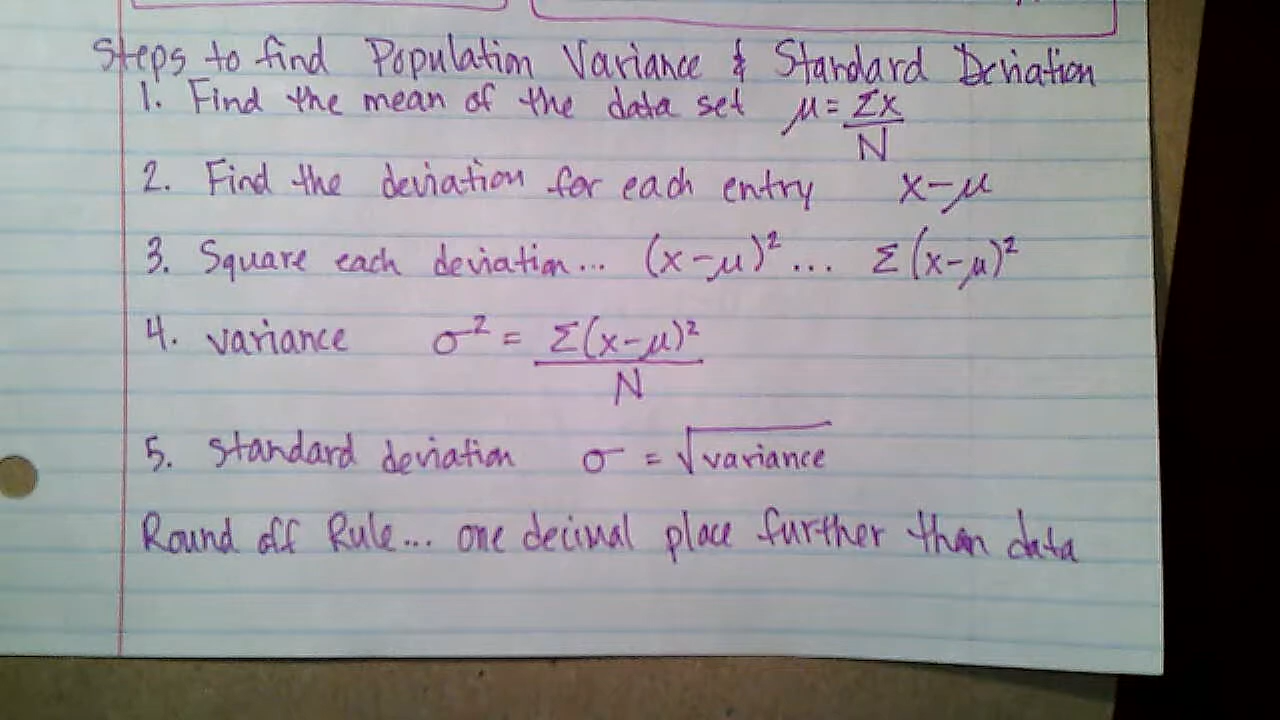 Steps to find Population Variance & Standard Deviation
1. Find the mean of the data set μ = Σx/N
2. Find the deviation for each entry x-μ
3. Square each deviation... (x-μ)² ... Σ(x-μ)²
4. variance σ² = Σ(x-μ)²/N
5. standard deviation σ = √variance
Round off Rule... one decimal place further than data